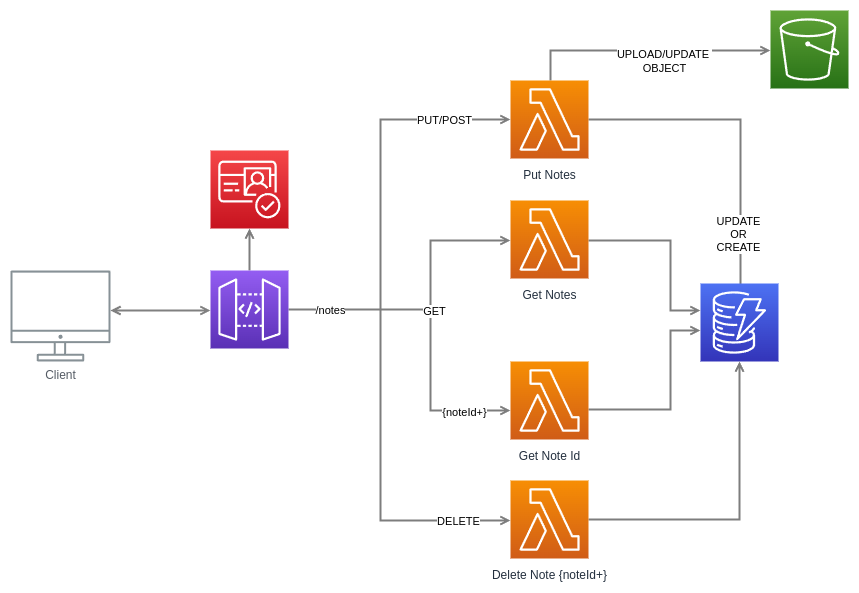 UPLOAD/UPDATE
OBJECT
PUT/POST
Put Notes
UPDATE
OR
CREATE
Get Notes
/notes
GET
Client
{noteId+}
Get Note Id
DELETE
Delete Note {noteId+}